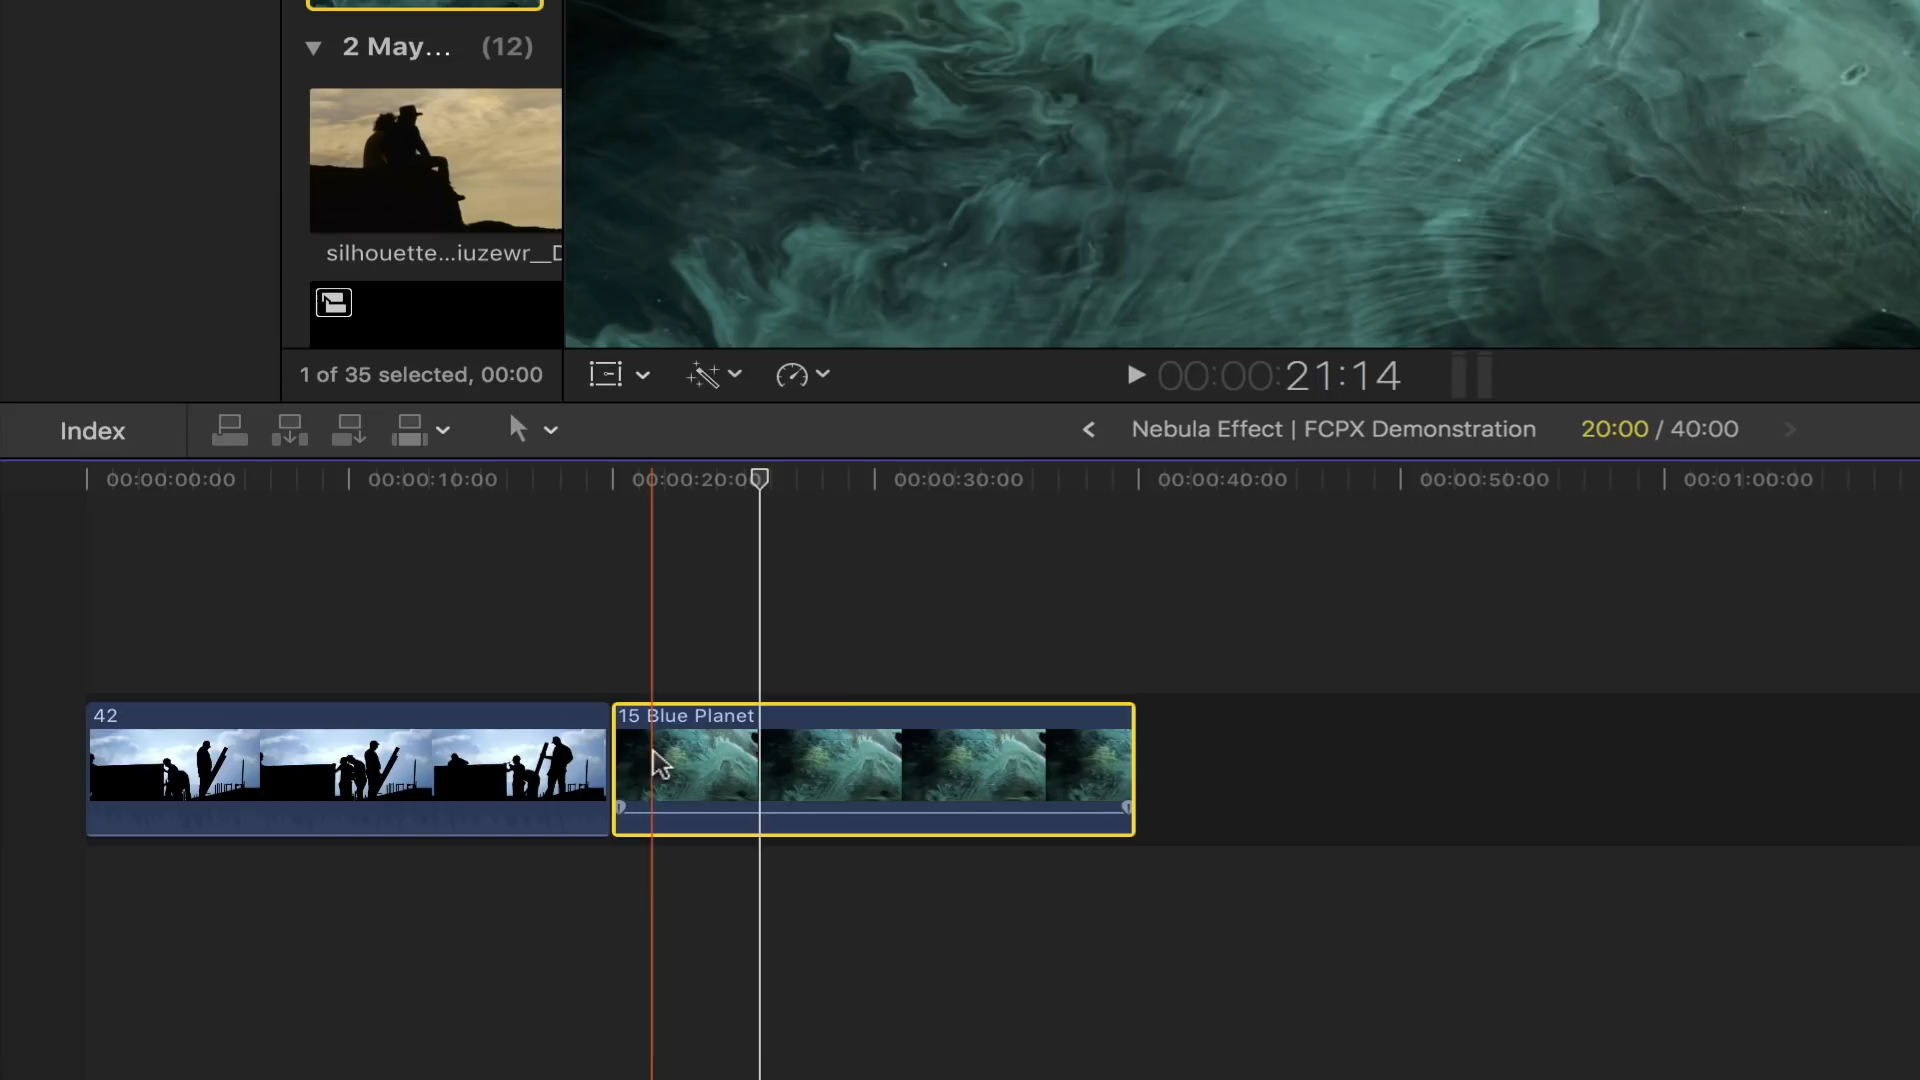 2 May... (12)
silhouette...iuzewr__D
1 of 35 selected, 00:00
00:00:21:14
Index
Nebula Effect | FCPX Demonstration
20:00 / 40:00
00:00:00:00
00:00:10:00
00:00:20:00
00:00:30:00
00:00:40:00
00:00:50:00
00:01:00:00
42
15 Blue Planet